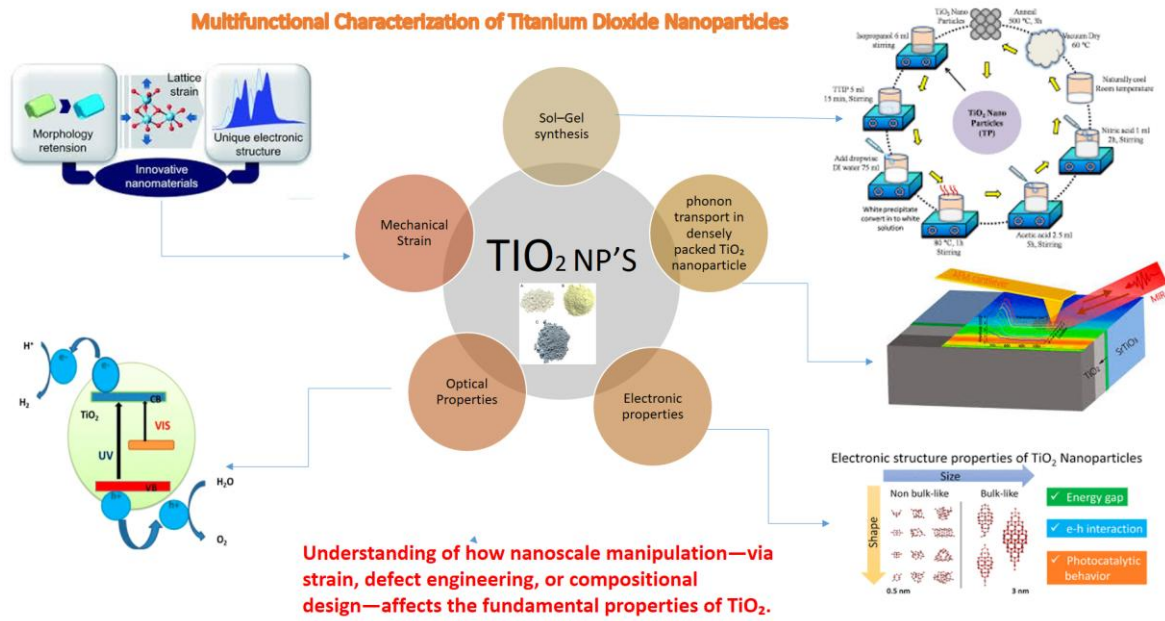 Multifunctional Characterization of Titanium Dioxide Nanoparticles
Morphology
retention
Lattice
strain
Unique electronic
structure
Innovative
nanomaterials
Sol–Gel
synthesis
Mechanical
Strain
phonon
transport in
densely
packed TiO₂
nanoparticle
TIO₂ NP'S
A
B
C
Optical
Properties
Electronic
properties
TiO₂ Nano
Particles
Anneal
500 °C, 3h
Isopropanol 6 ml
stirring
Vacuum Dry
60 °C
TTIP 5 ml
15 min, Stirring
Naturally cool
Room temperature
TiO₂ Nano
Particles
(TP)
Nitric acid 1 ml
2h, Stirring
Add dropwise
DI water 75 ml
White precipitate
convert in to white
solution
80 °C, 1h
Stirring
Acetic acid 2.5 ml
5h, Stirring
MIR
TiO₂
SrTiO₃
H⁺
H₂
e-
e-
TiO₂
CB
VIS
UV
VB
h+
h+
H₂O
O₂
Electronic structure properties of TiO₂ Nanoparticles
Size
Non bulk-like
Bulk-like
Shape
0.5 nm
3 nm
✓ Energy gap
✓ e-h interaction
✓ Photocatalytic
behavior
Understanding of how nanoscale manipulation—via
strain, defect engineering, or compositional
design—affects the fundamental properties of TiO₂.